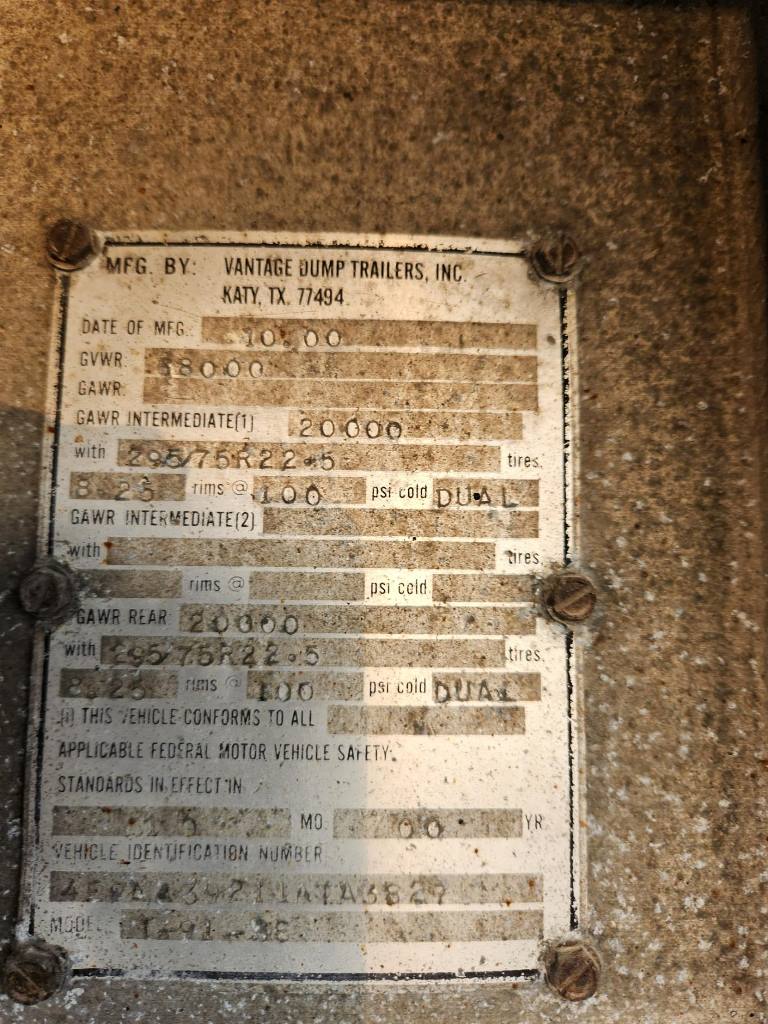 MFG. BY: VANTAGE DUMP TRAILERS, INC.
KATY, TX. 77494
DATE OF MFG.: 10.00
GVWR: 38000
GAWR:
GAWR INTERMEDIATE(1) 20000
with 295/75R22.5 tires.
8.25 rims @ 100 psi cold DUAL
GAWR INTERMEDIATE(2)
with tires.
rims @ psi cold
GAWR REAR 20000
with 295/75R22.5 tires.
8.25 rims @ 100 psi cold DUAL
THIS VEHICLE CONFORMS TO ALL
APPLICABLE FEDERAL MOTOR VEHICLE SAFETY
STANDARDS IN EFFECT IN
10 MO. 00 YR
VEHICLE IDENTIFICATION NUMBER
MODEL